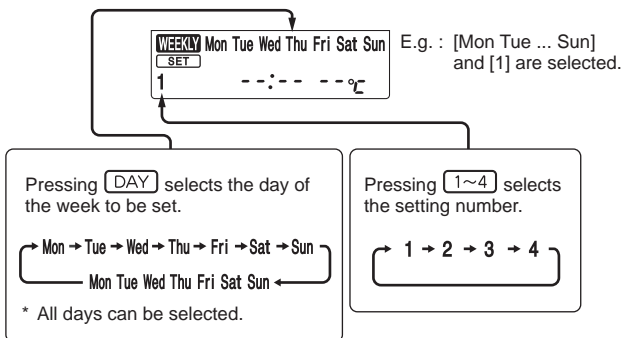 WEEKLY Mon Tue Wed Thu Fri Sat Sun
SET
1 --:-- --℃
E.g. : [Mon Tue ... Sun]
and [1] are selected.
Pressing DAY selects the day of
the week to be set.
→ Mon → Tue → Wed → Thu → Fri → Sat → Sun
Mon Tue Wed Thu Fri Sat Sun ←
* All days can be selected.
Pressing 1~4 selects
the setting number.
→ 1 → 2 → 3 → 4